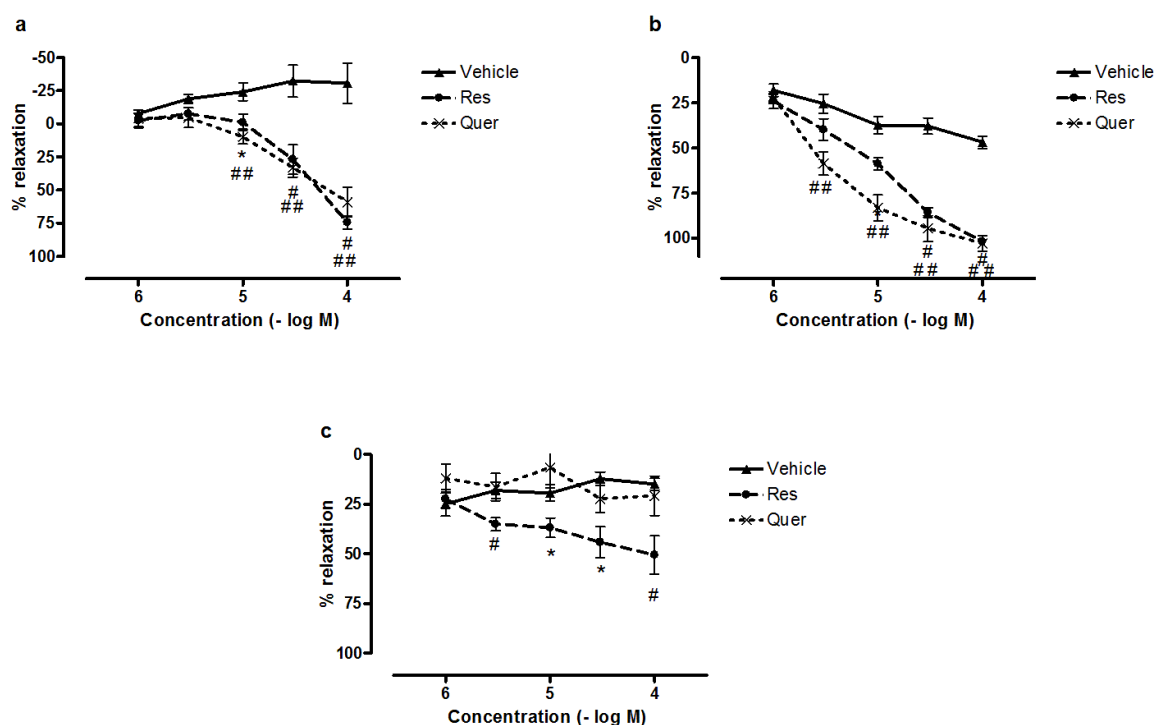 a
-50
-25
0
25
50
75
100
% relaxation
*
##
#
##
#
##
6 5 4
Concentration (- log M)
Vehicle
Res
Quer
b
0
25
50
75
100
% relaxation
##
*
##
#
##
#
##
6 5 4
Concentration (- log M)
Vehicle
Res
Quer
c
0
25
50
75
100
% relaxation
#
*
*
#
6 5 4
Concentration (- log M)
Vehicle
Res
Quer